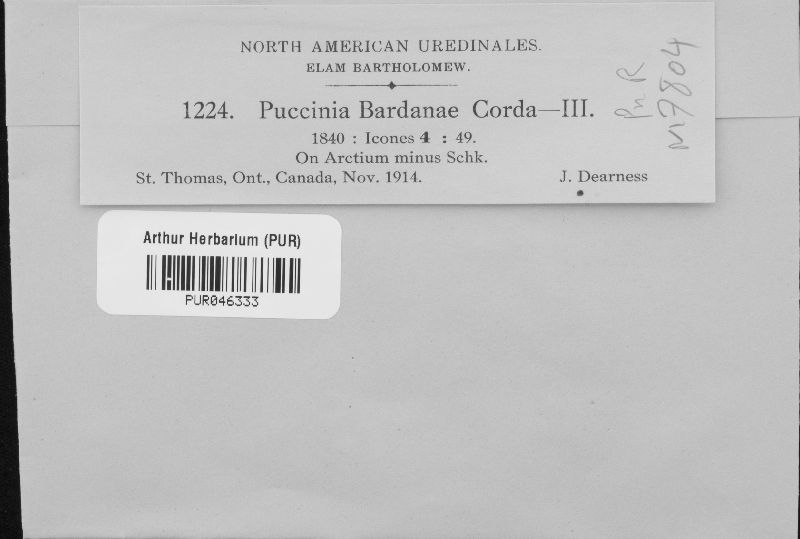 NORTH AMERICAN UREDINALES.
ELAM BARTHOLOMEW.
1224. Puccinia Bardanae Corda—III.
1840 : Icones 4 : 49.
On Arctium minus Schk.
St. Thomas, Ont., Canada, Nov. 1914. J. Dearness
Arthur Herbarium (PUR)
PUR046333